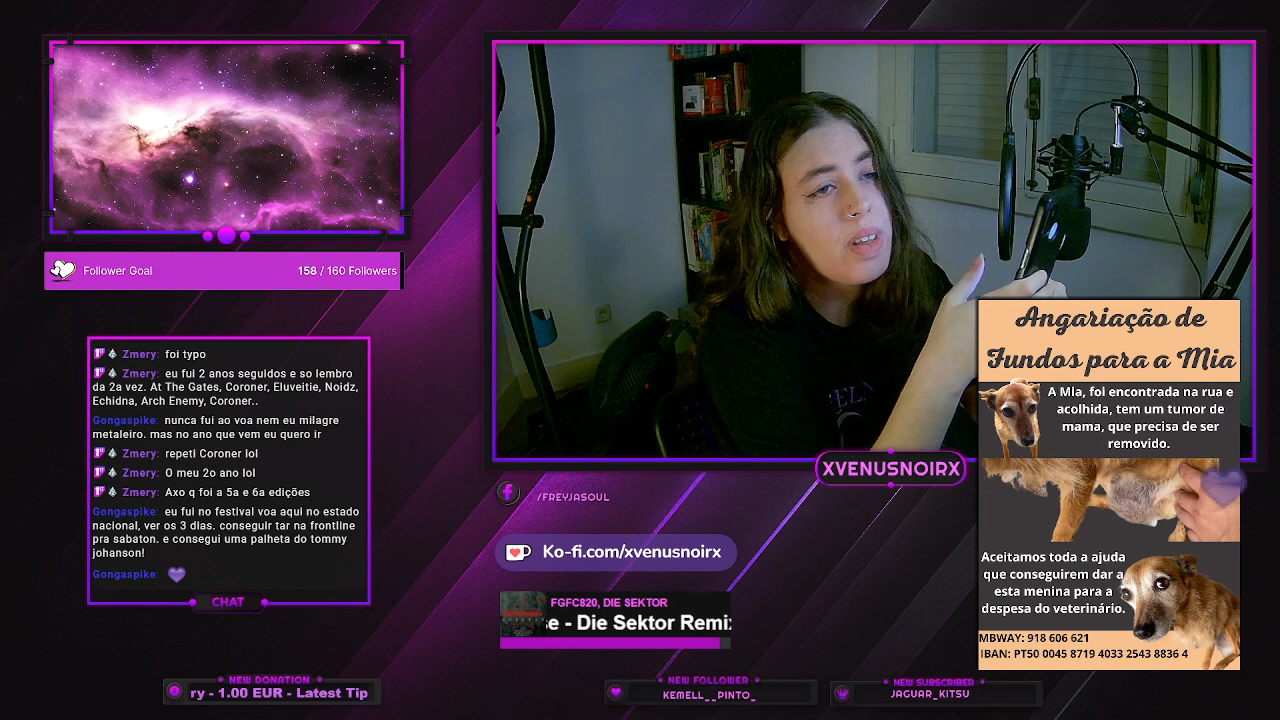 Follower Goal
158 / 160 Followers
Zmery: foi typo
Zmery: eu ful 2 anos seguidos e so lembro
da 2a vez. At The Gates, Coroner, Eluveitie, Noidz,
Echidna, Arch Enemy, Coroner..
Gongaspike: nunca fui ao voa nem eu milagre
metaleiro. mas no ano que vem eu quero ir
Zmery: repeti Coroner lol
Zmery: O meu 2o ano lol
Zmery: Axo q foi a 5a e 6a edições
Gongaspike: eu ful no festival voa aqui no estado
nacional, ver os 3 dias. conseguir tar na frontline
pra sabaton. e consegui uma palheta do tommy
johanson!
Gongaspike:
CHAT
XVENUSNOIRX
/FREYJASOUL
Ko-fi.com/xvenusnoirx
FGFC820, DIE SEKTOR
e - Die Sektor Remi
Angariação de
Fundos para a Mia
A Mia, foi encontrada na rua e
acolhida, tem um tumor de
mama, que precisa de ser
removido.
Aceitamos toda a ajuda
que conseguirem dar a
esta menina para a
despesa do veterinário.
MBWAY: 918 606 621
IBAN: PT50 0045 8719 4033 2543 8836 4
NEW DONATION
ry - 1.00 EUR - Latest Tip
NEW FOLLOWER
KEMELL__PINTO_
NEW SUBSCRIBER
JAGUAR_KITSU